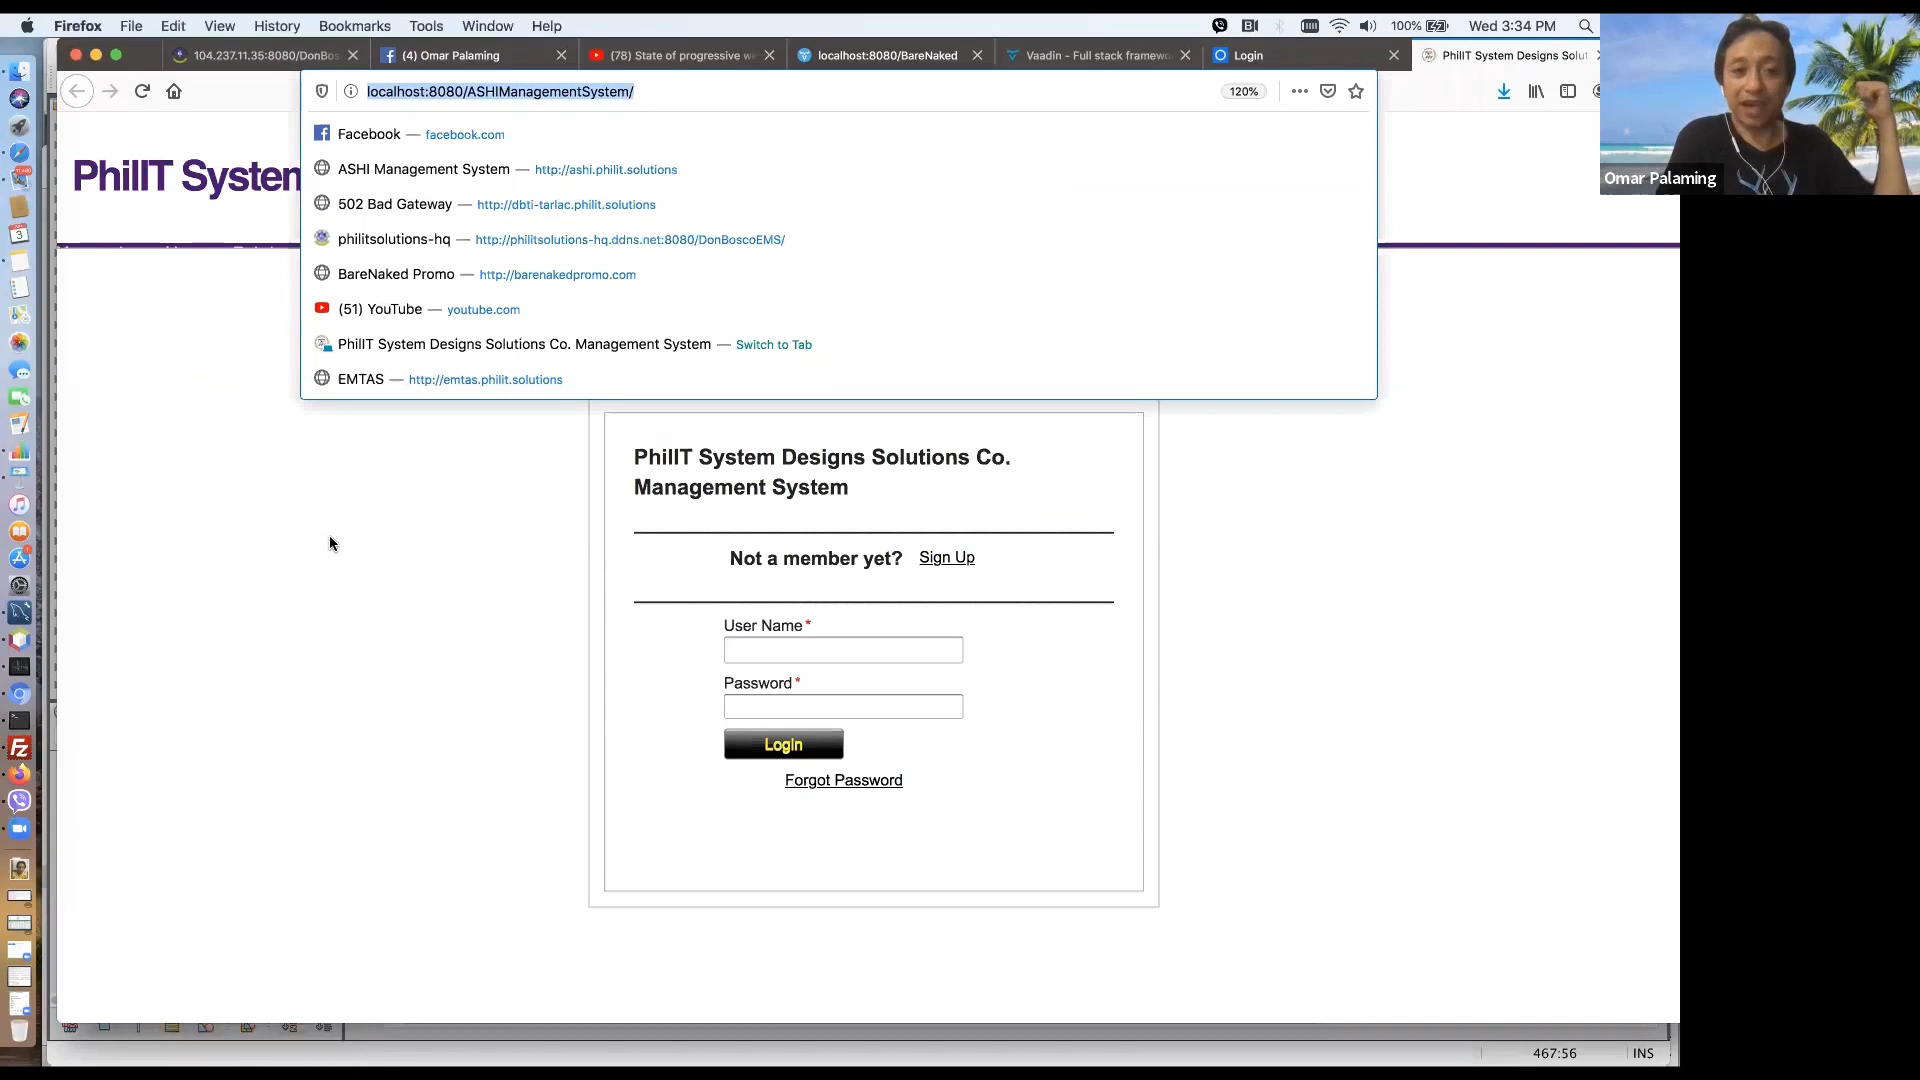 Firefox File Edit View History Bookmarks Tools Window Help 100% Wed 3:34 PM
104.237.11.35:8080/DonBos (4) Omar Palaming (78) State of progressive we localhost:8080/BareNaked Vaadin - Full stack framewo Login PhilIT System Designs Solut
localhost:8080/ASHIManagementSystem/ 120%
Facebook — facebook.com
ASHI Management System — http://ashi.philit.solutions
502 Bad Gateway — http://dbti-tarlac.philit.solutions
philitsolutions-hq — http://philitsolutions-hq.ddns.net:8080/DonBoscoEMS/
BareNaked Promo — http://barenakedpromo.com
(51) YouTube — youtube.com
PhilIT System Designs Solutions Co. Management System — Switch to Tab
EMTAS — http://emtas.philit.solutions
Omar Palaming
PhilIT System
PhilIT System Designs Solutions Co.
Management System
Not a member yet? Sign Up
User Name *
Password *
Login
Forgot Password
467:56 INS